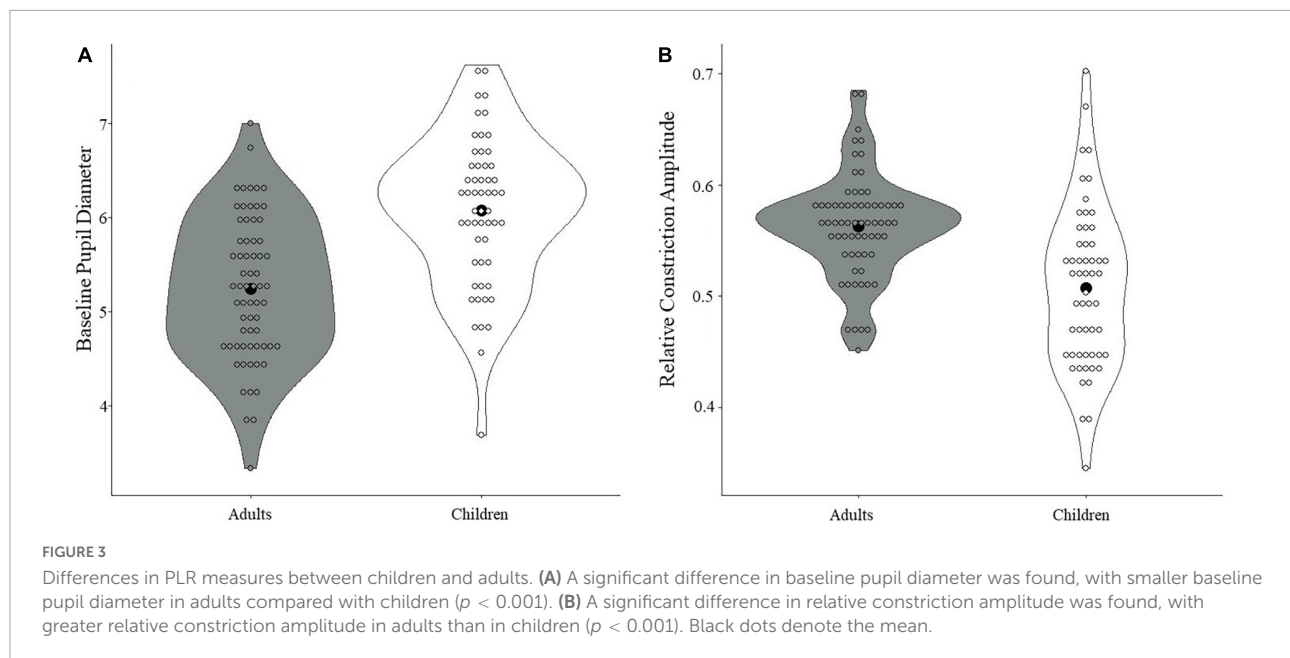 A
Baseline Pupil Diameter
7
6
5
4
Adults
Children
B
Relative Constriction Amplitude
0.7
0.6
0.5
0.4
Adults
Children
FIGURE 3
Differences in PLR measures between children and adults. (A) A significant difference in baseline pupil diameter was found, with smaller baseline
pupil diameter in adults compared with children (p < 0.001). (B) A significant difference in relative constriction amplitude was found, with
greater relative constriction amplitude in adults than in children (p < 0.001). Black dots denote the mean.